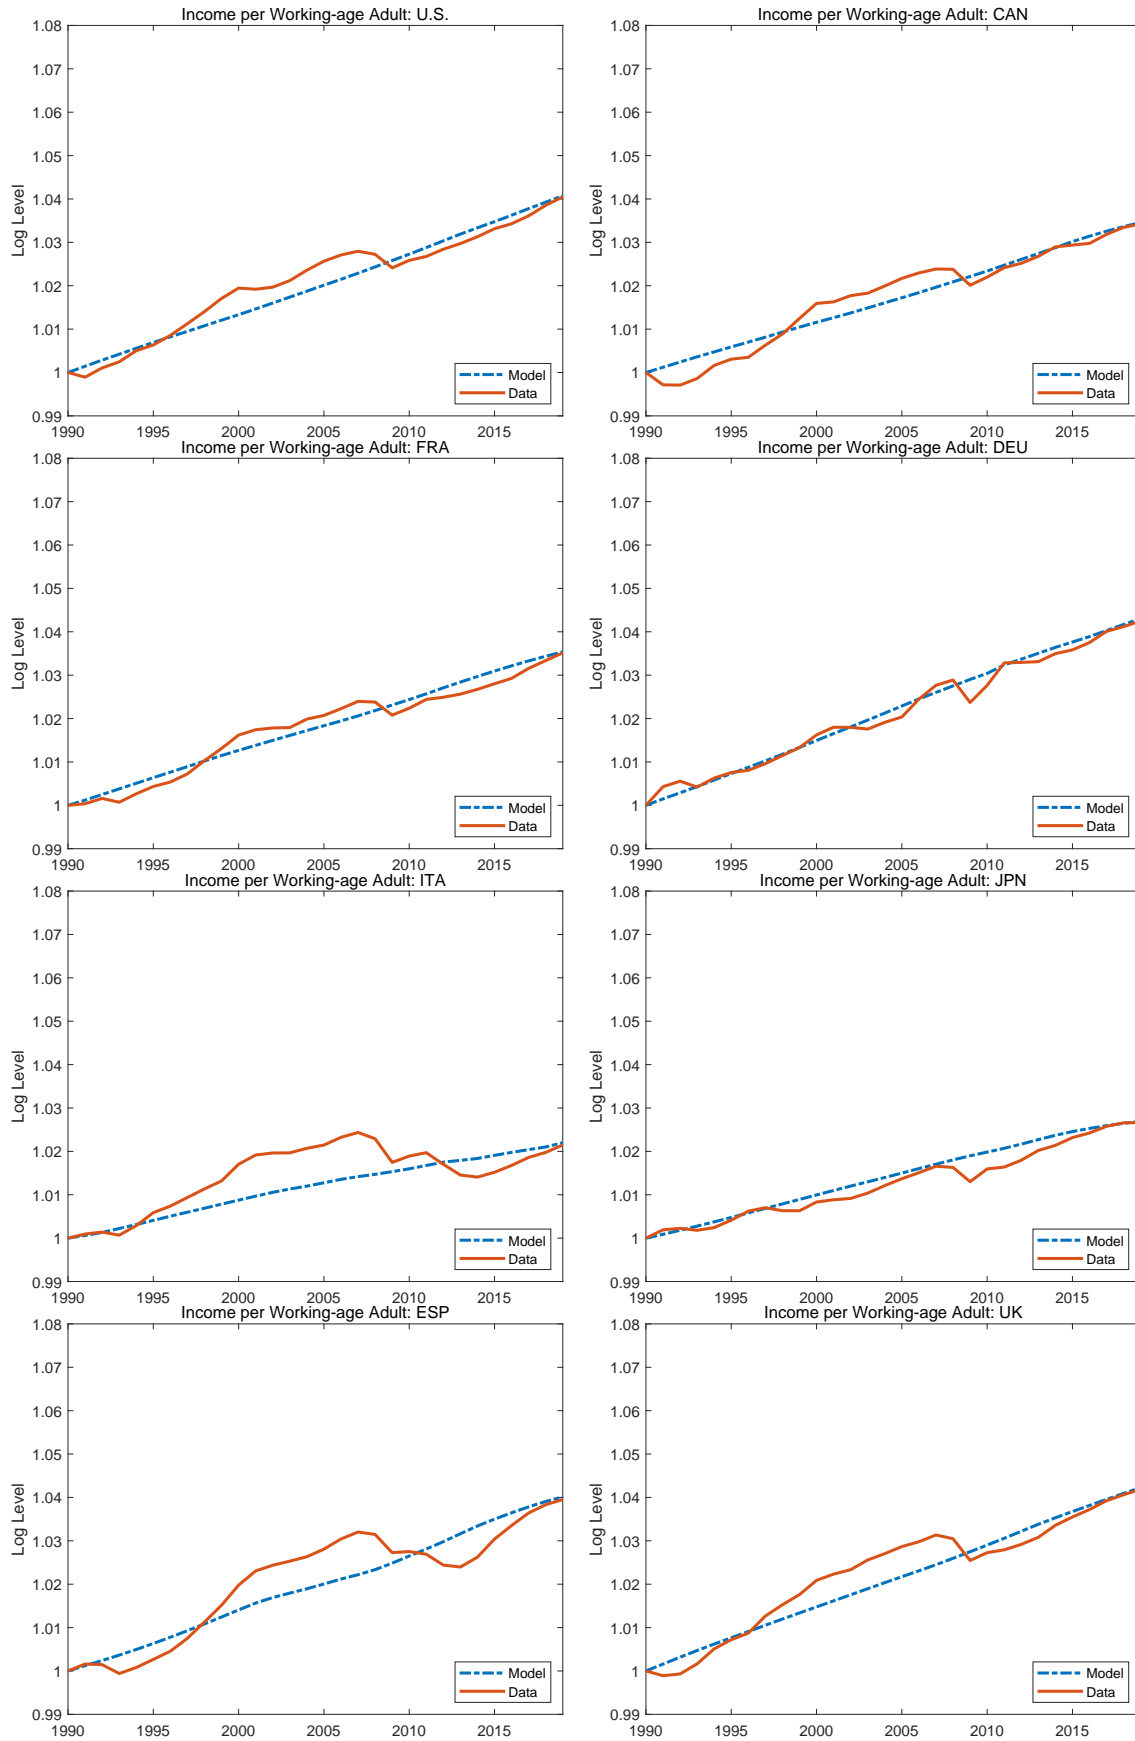 Income per Working-age Adult: U.S.
1.08
1.07
1.06
1.05
1.04
1.03
1.02
1.01
1
0.99
Log Level
1990 1995 2000 2005 2010 2015
Model
Data
Income per Working-age Adult: CAN
1.08
1.07
1.06
1.05
1.04
1.03
1.02
1.01
1
0.99
Log Level
1990 1995 2000 2005 2010 2015
Model
Data
Income per Working-age Adult: FRA
1.08
1.07
1.06
1.05
1.04
1.03
1.02
1.01
1
0.99
Log Level
1990 1995 2000 2005 2010 2015
Model
Data
Income per Working-age Adult: DEU
1.08
1.07
1.06
1.05
1.04
1.03
1.02
1.01
1
0.99
Log Level
1990 1995 2000 2005 2010 2015
Model
Data
Income per Working-age Adult: ITA
1.08
1.07
1.06
1.05
1.04
1.03
1.02
1.01
1
0.99
Log Level
1990 1995 2000 2005 2010 2015
Model
Data
Income per Working-age Adult: JPN
1.08
1.07
1.06
1.05
1.04
1.03
1.02
1.01
1
0.99
Log Level
1990 1995 2000 2005 2010 2015
Model
Data
Income per Working-age Adult: ESP
1.08
1.07
1.06
1.05
1.04
1.03
1.02
1.01
1
0.99
Log Level
1990 1995 2000 2005 2010 2015
Model
Data
Income per Working-age Adult: UK
1.08
1.07
1.06
1.05
1.04
1.03
1.02
1.01
1
0.99
Log Level
1990 1995 2000 2005 2010 2015
Model
Data